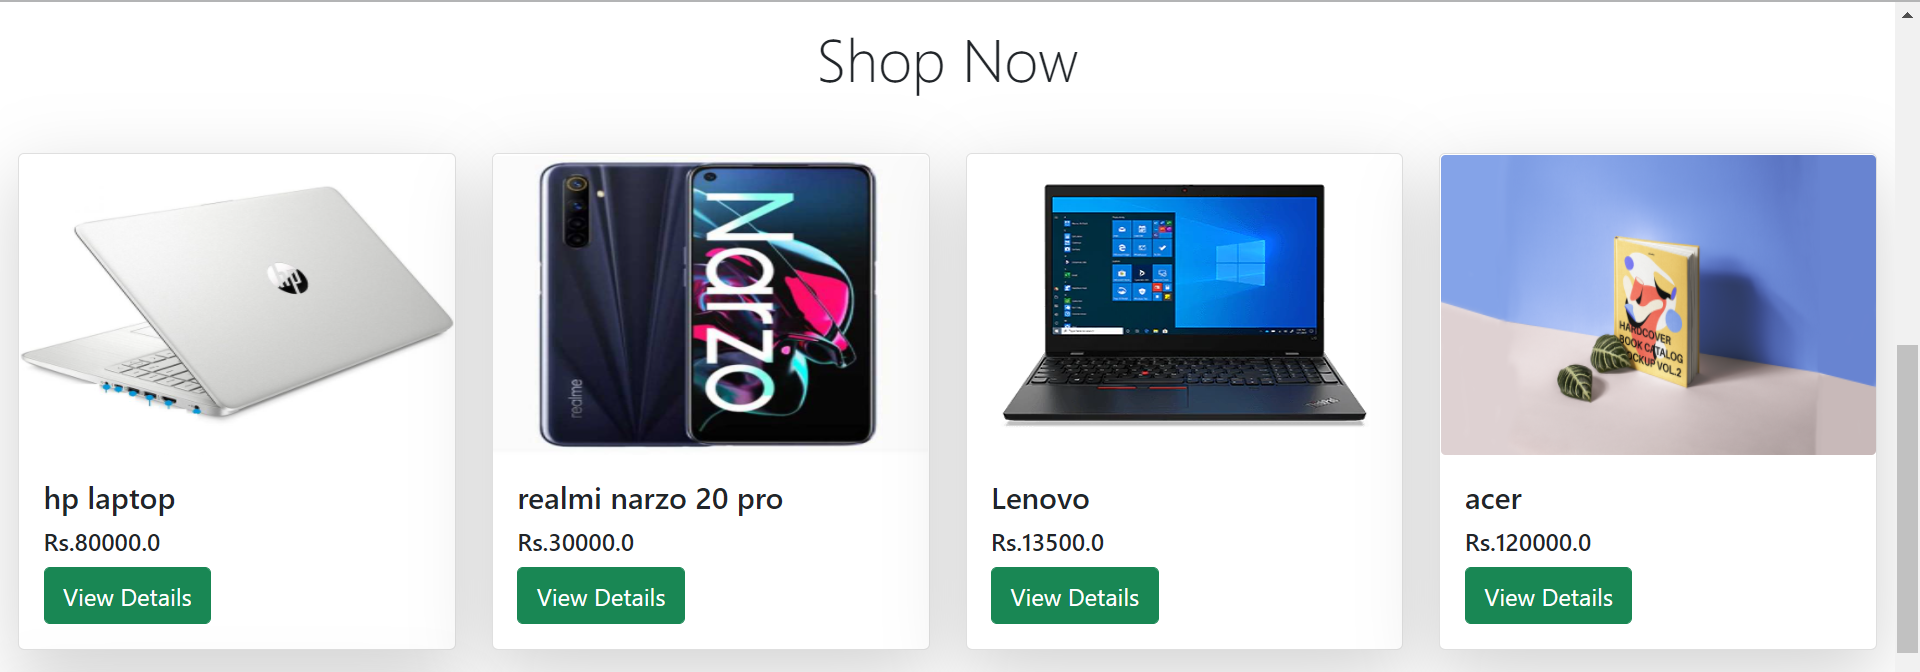 Shop Now
hp
realme
Narzo
HARDCOVER
BOOK CATALOG
MOCKUP VOL.2
hp laptop
Rs.80000.0
View Details
realmi narzo 20 pro
Rs.30000.0
View Details
Lenovo
Rs.13500.0
View Details
acer
Rs.120000.0
View Details